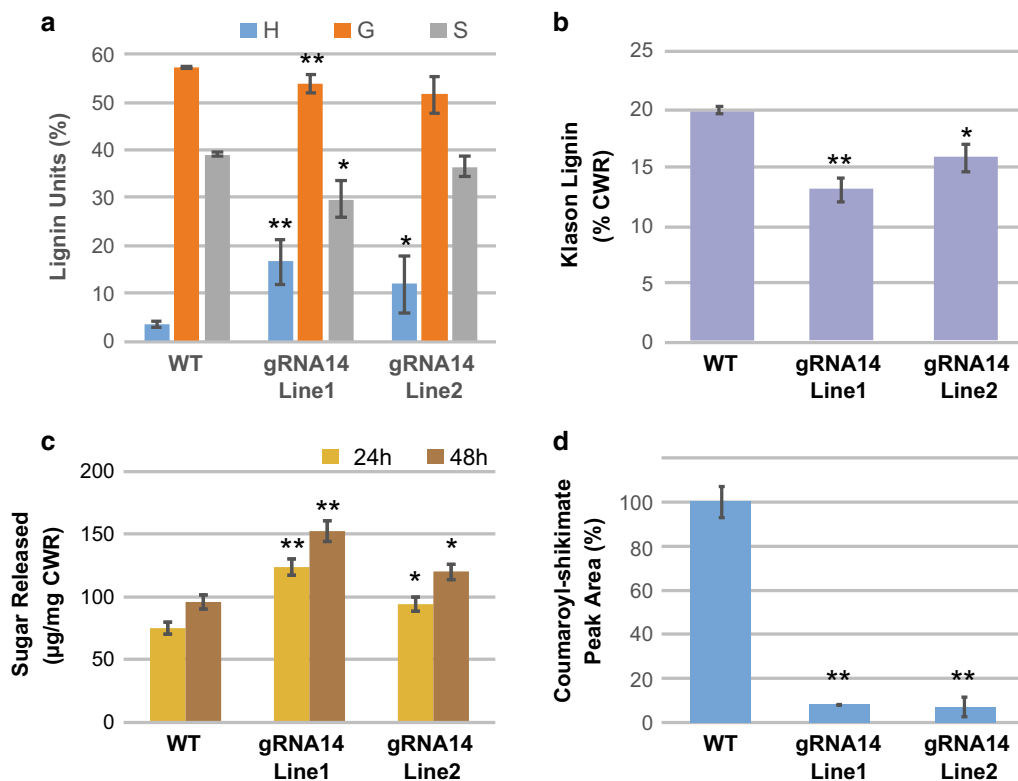 a
H G S
Lignin Units (%)
60
50
40
30
20
10
0
**
**
*
*
WT
gRNA14
Line1
gRNA14
Line2
b
Klason Lignin
(% CWR)
25
20
15
10
5
0
**
*
WT
gRNA14
Line1
gRNA14
Line2
c
24h 48h
Sugar Released
(µg/mg CWR)
200
150
100
50
0
**
**
*
*
WT
gRNA14
Line1
gRNA14
Line2
d
Coumaroyl-shikimate
Peak Area (%)
100
80
60
40
20
0
**
**
WT
gRNA14
Line1
gRNA14
Line2